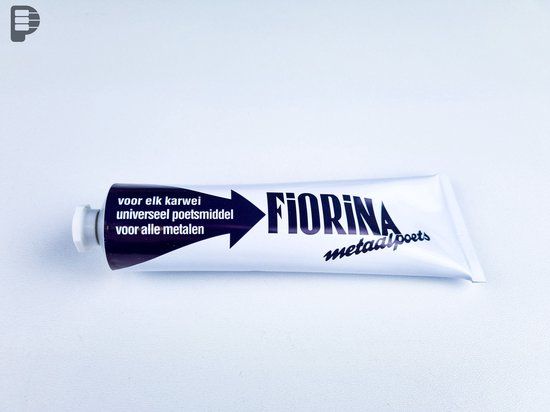 voor elk karwei
universeel poetsmiddel
voor alle metalen
FiORiNA
metaalpoets